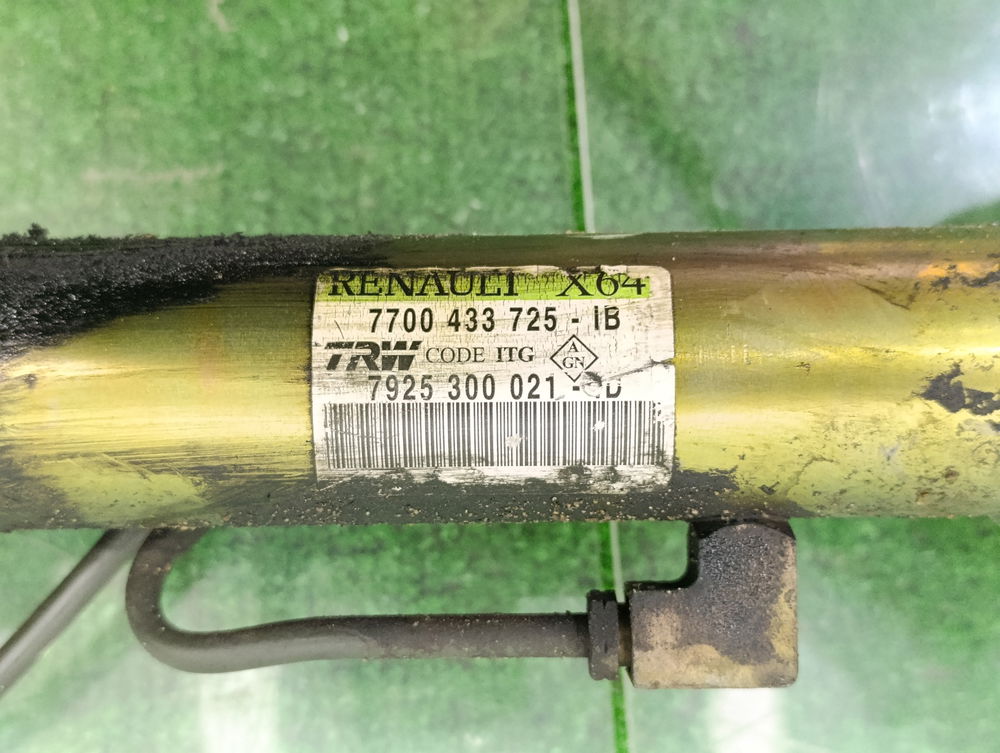 RENAULT X64
7700 433 725 - IB
TRW CODE ITG A GN
7925 300 021 -